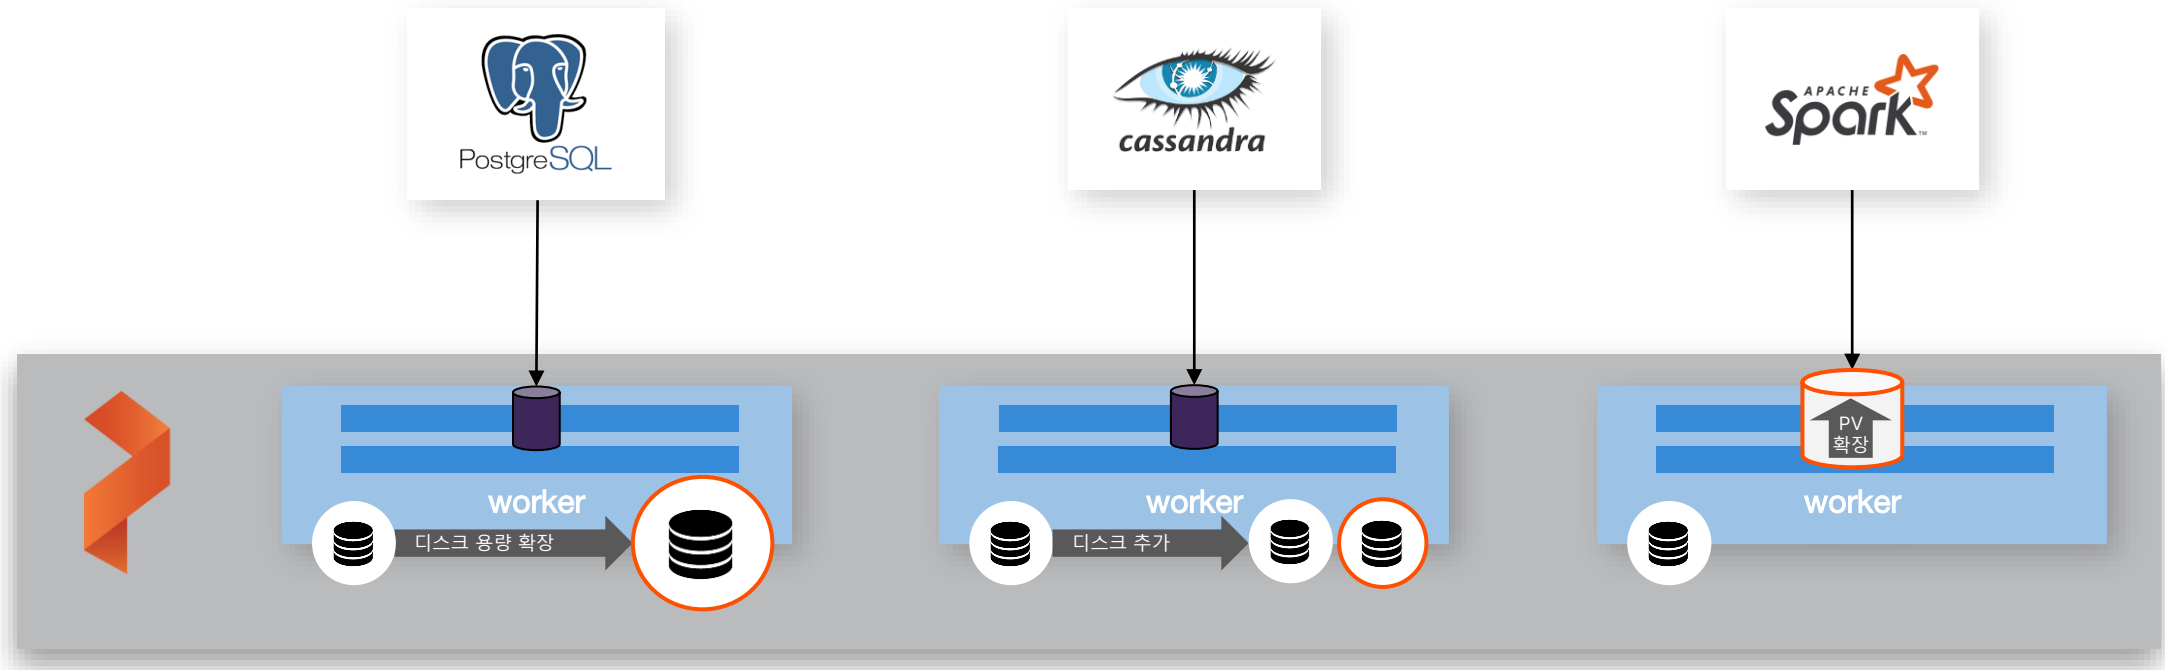 PostgreSQL
cassandra
APACHE
Spark™
PV
확장
worker
worker
worker
디스크 용량 확장
디스크 추가